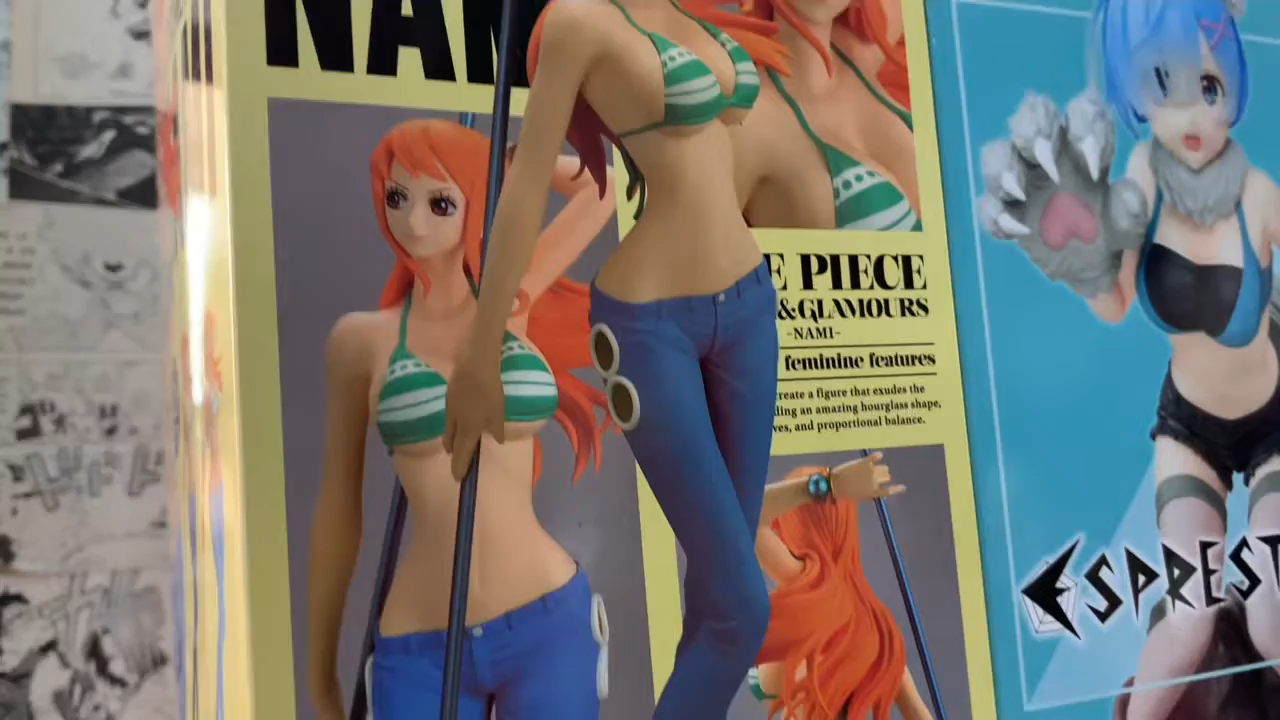 NAM
E PIECE
&GLAMOURS
-NAMI-
feminine features
create a figure that exudes the
ding an amazing hourglass shape,
ves, and proportional balance.
ESPREST